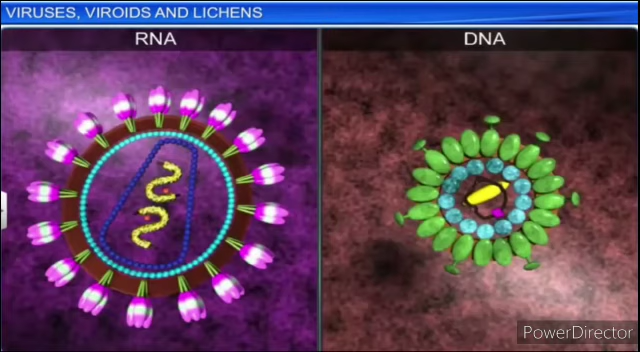 VIRUSES, VIROIDS AND LICHENS
RNA
DNA
PowerDirector